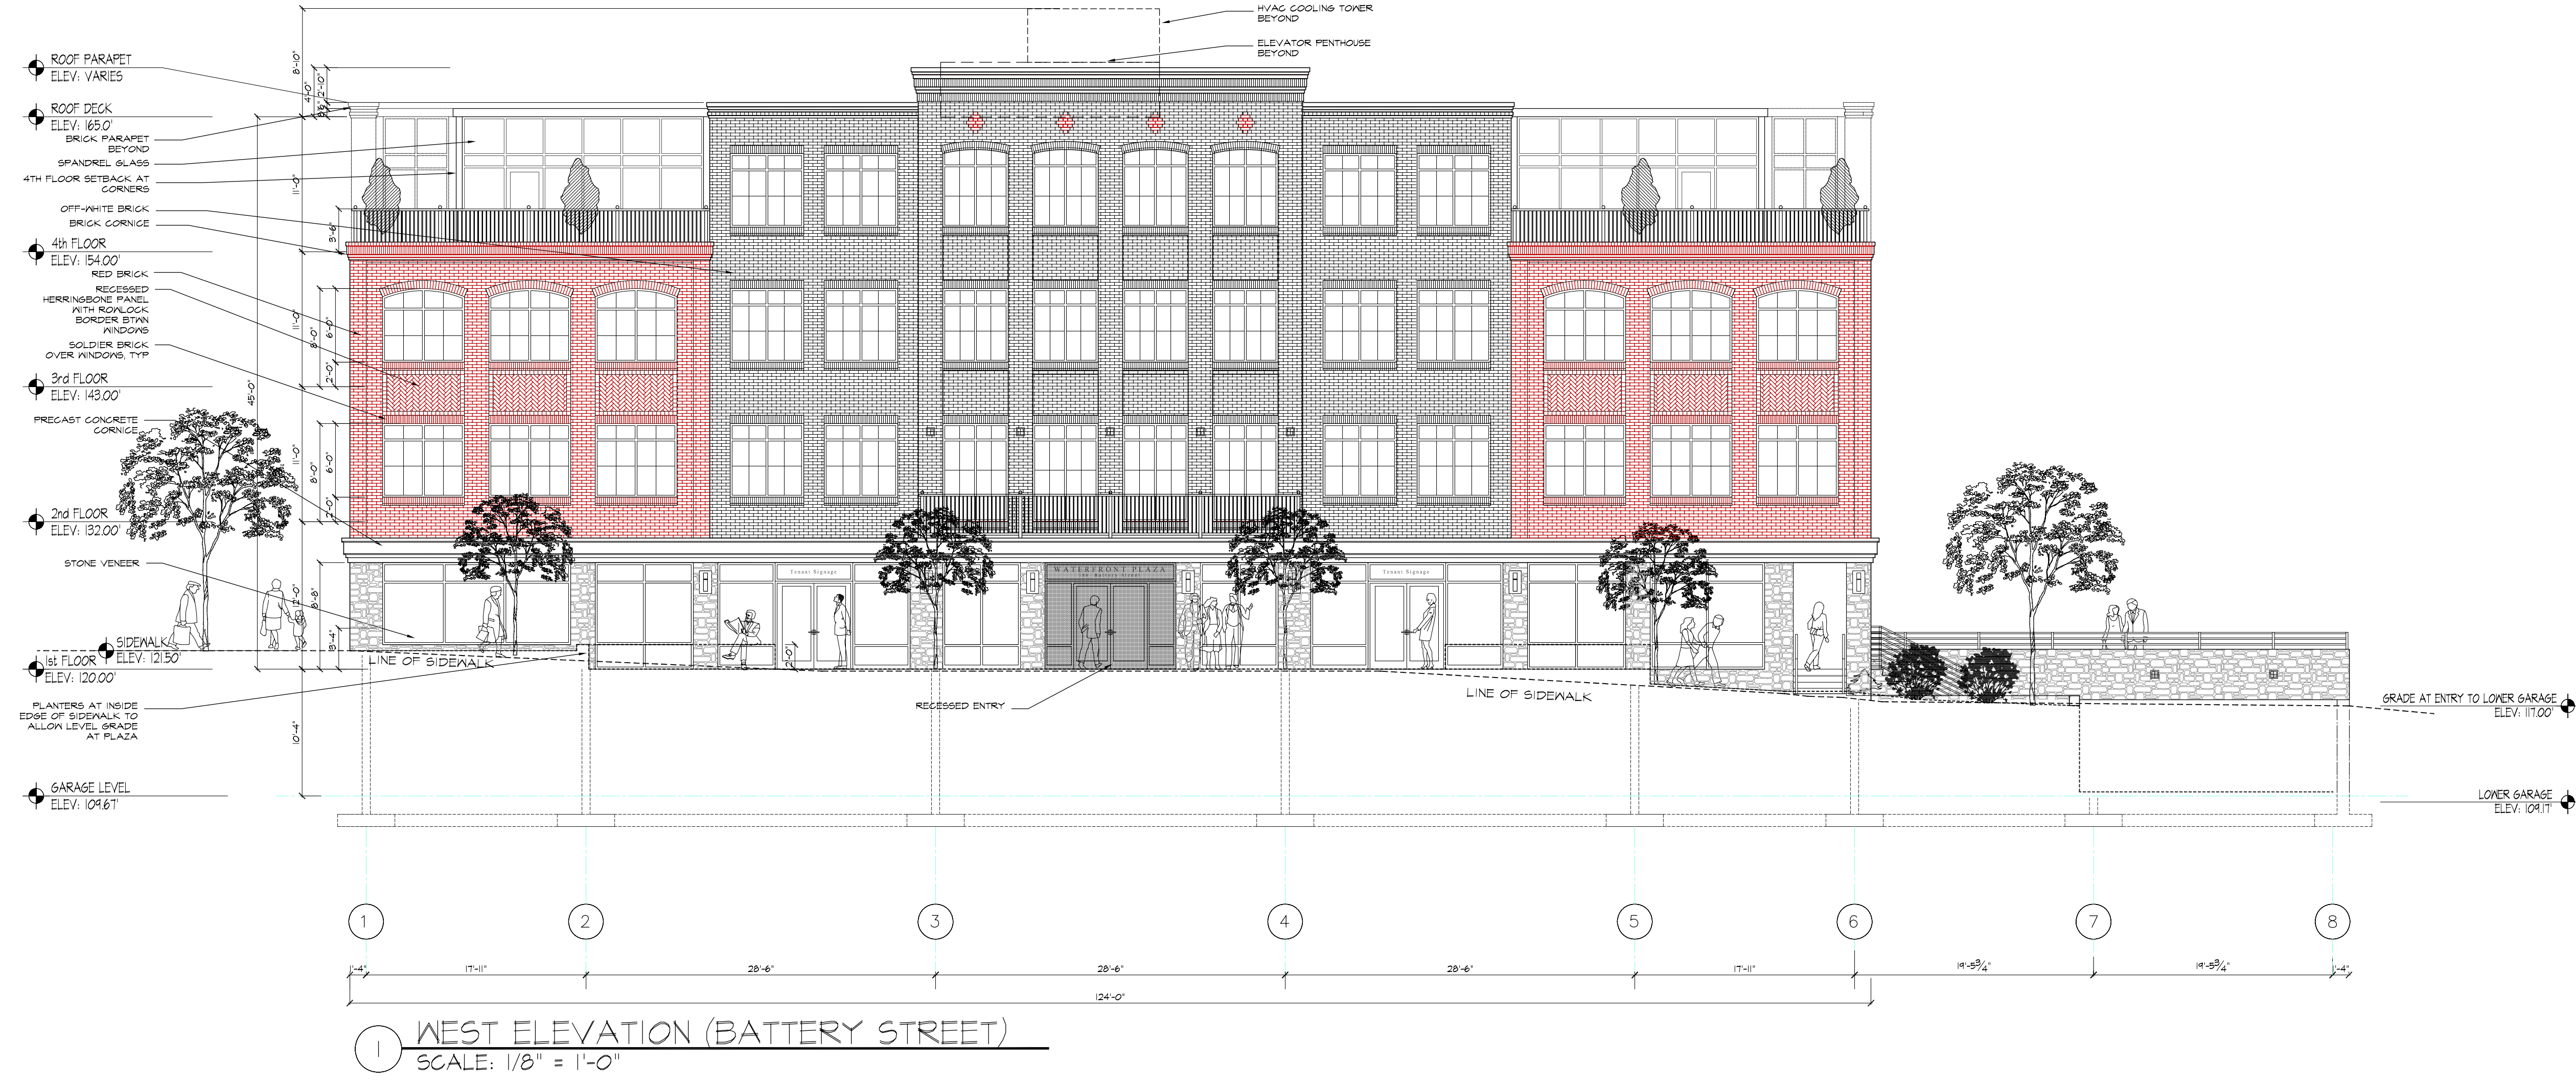 HVAC COOLING TOWER
BEYOND
ELEVATOR PENTHOUSE
BEYOND
ROOF PARAPET
ELEV: VARIES
ROOF DECK
ELEV: 165.0'
BRICK PARAPET
BEYOND
SPANDREL GLASS
4TH FLOOR SETBACK AT
CORNERS
OFF-WHITE BRICK
BRICK CORNICE
4th FLOOR
ELEV: 154.00'
RED BRICK
RECESSED
HERRINGBONE PANEL
WITH ROWLOCK
BORDER BTWN
WINDOWS
SOLDIER BRICK
OVER WINDOWS, TYP
3rd FLOOR
ELEV: 143.00'
PRECAST CONCRETE
CORNICE
2nd FLOOR
ELEV: 132.00'
STONE VENEER
SIDEWALK
ELEV: 121.50'
1st FLOOR
ELEV: 120.00'
PLANTERS AT INSIDE
EDGE OF SIDEWALK TO
ALLOW LEVEL GRADE
AT PLAZA
GARAGE LEVEL
ELEV: 109.67'
8'-10"
4'-0"
2'-10"
11'-0"
3'-6"
11'-0"
8'-0"
6'-0"
2'-0"
45'-0"
11'-0"
8'-0"
6'-0"
2'-0"
12'-0"
8'-8"
3'-4"
10'-4"
2'-0"
Tenant Signage
WATERFRONT PLAZA
Battery Street
Tenant Signage
LINE OF SIDEWALK
RECESSED ENTRY
LINE OF SIDEWALK
GRADE AT ENTRY TO LOWER GARAGE
ELEV: 117.00'
LOWER GARAGE
ELEV: 109.17'
1 2 3 4 5 6 7 8
1'-4" 17'-11" 28'-6" 28'-6" 28'-6" 17'-11" 19'-5 3/4" 19'-5 3/4" 1'-4"
124'-0"
1 WEST ELEVATION (BATTERY STREET)
SCALE: 1/8" = 1'-0"